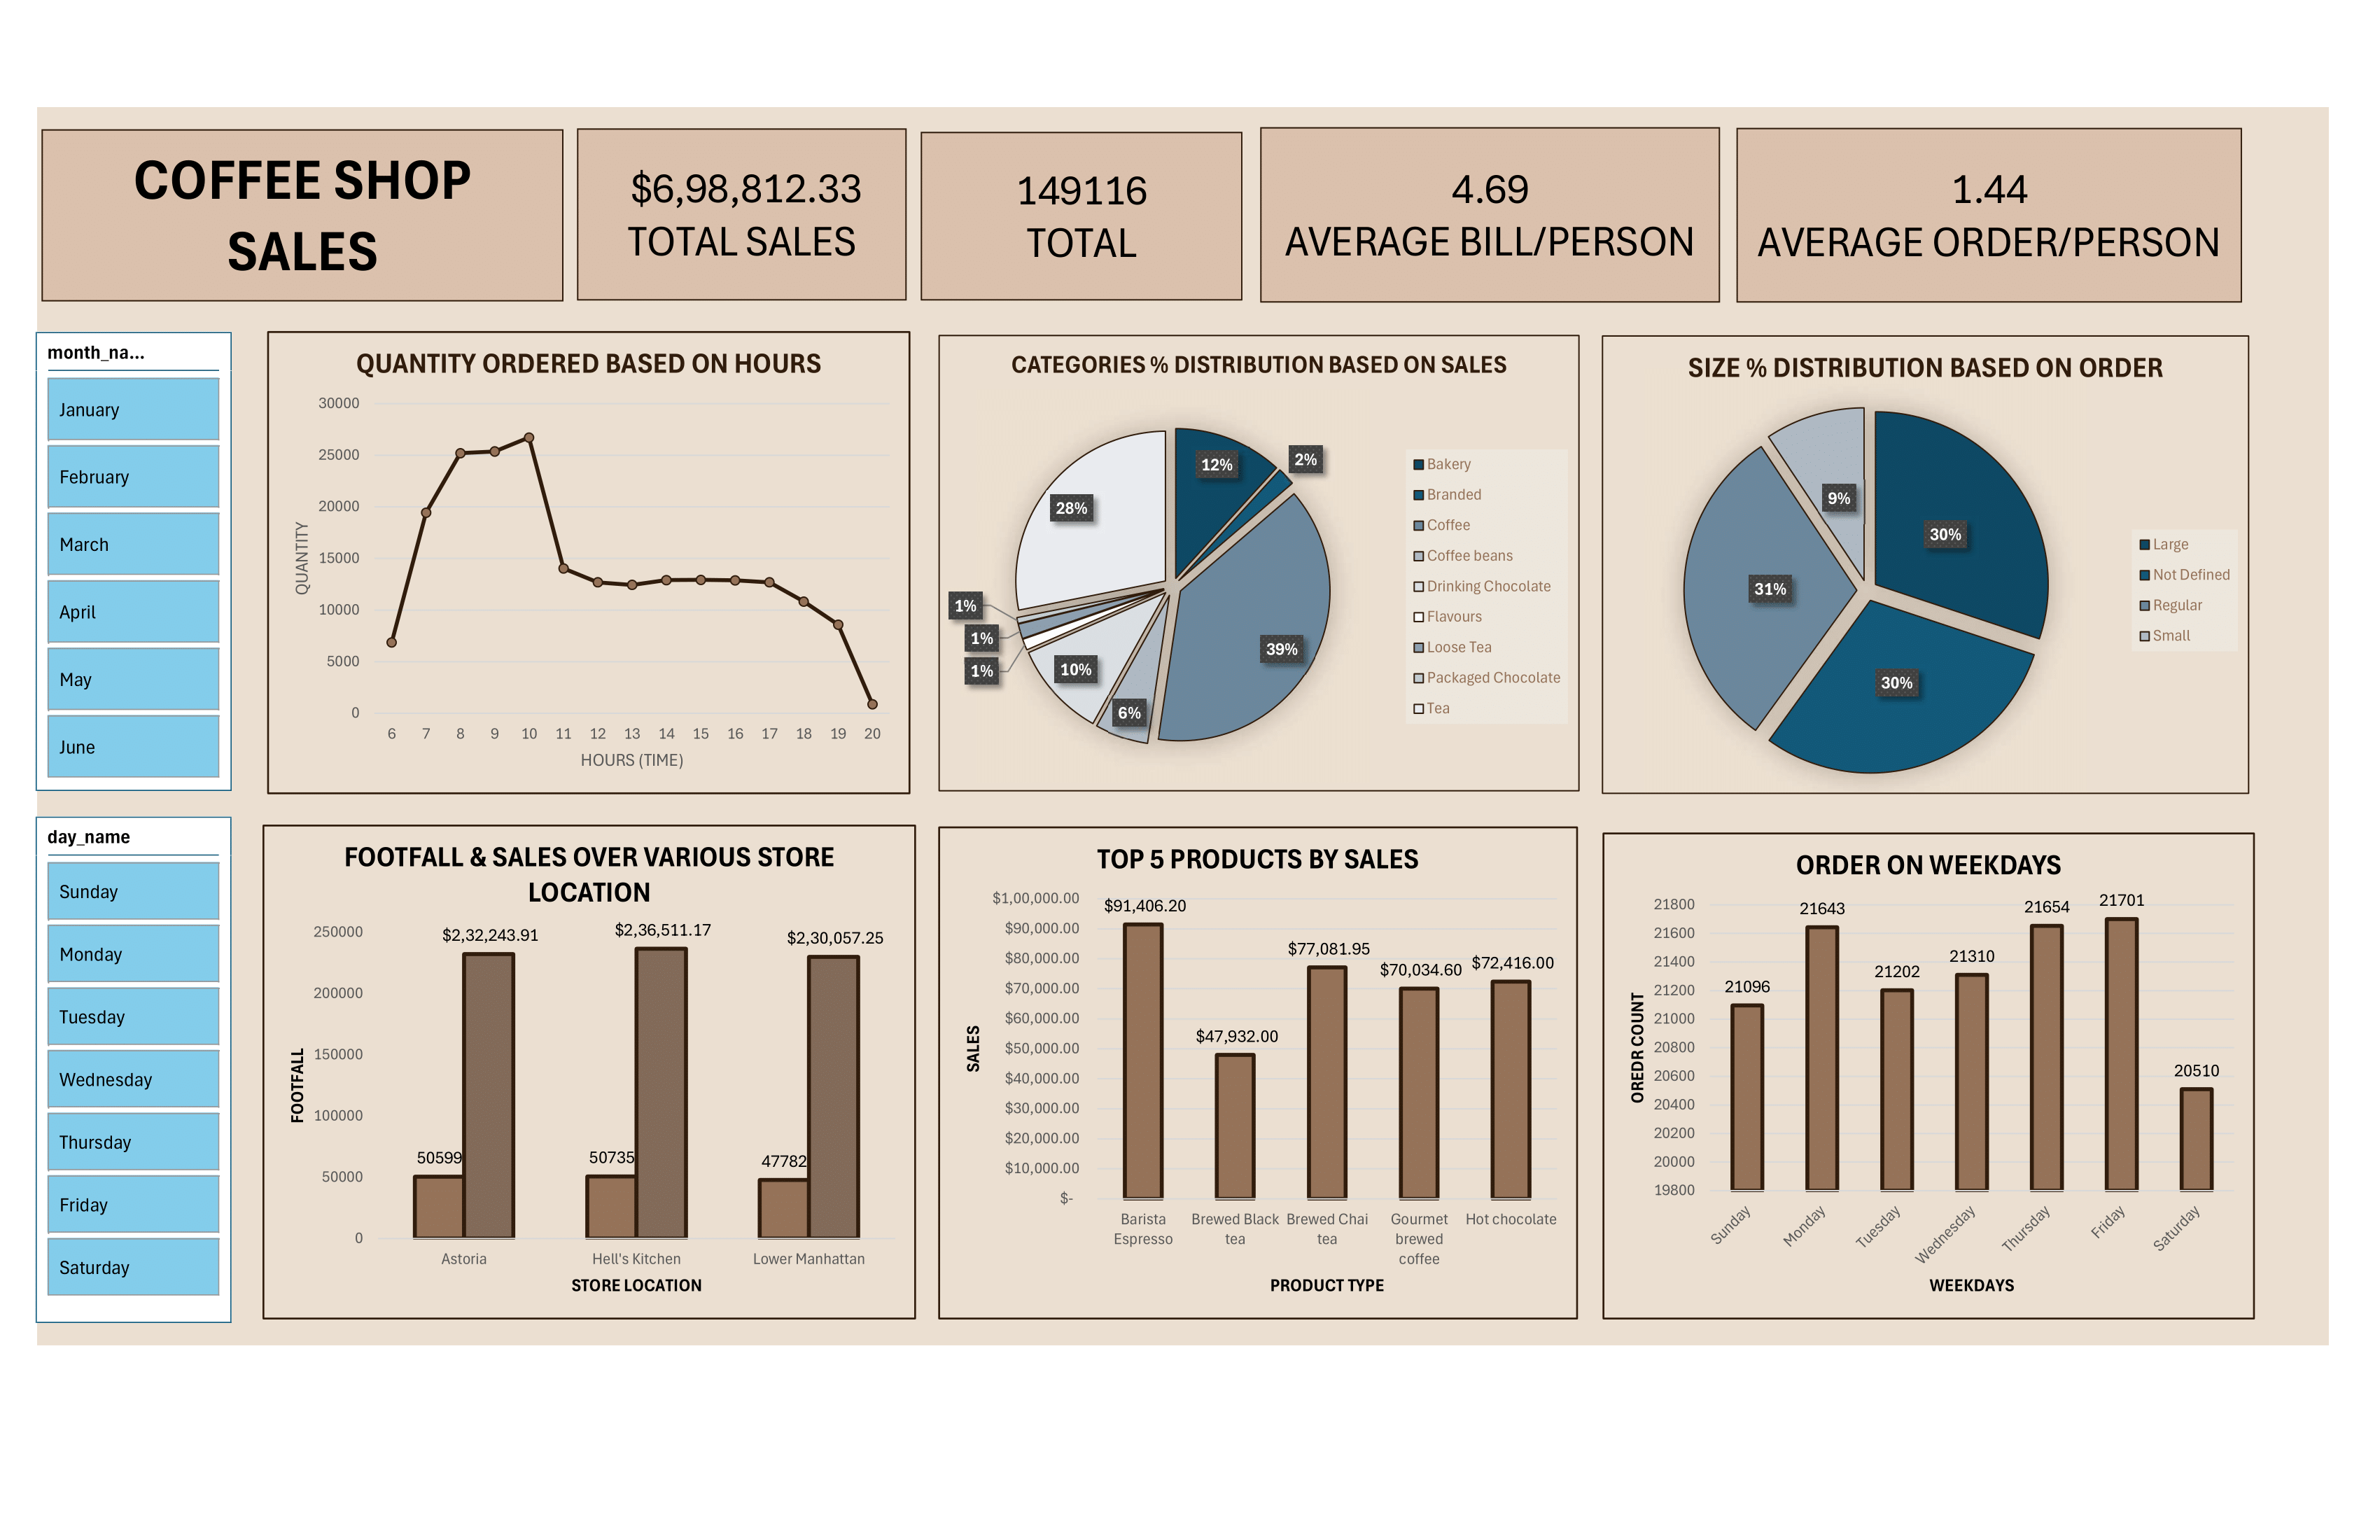 COFFEE SHOP
SALES
$6,98,812.33
TOTAL SALES
149116
TOTAL
4.69
AVERAGE BILL/PERSON
1.44
AVERAGE ORDER/PERSON
month_na...
January
February
March
April
May
June
QUANTITY ORDERED BASED ON HOURS
30000
25000
20000
15000
10000
5000
0
QUANTITY
6 7 8 9 10 11 12 13 14 15 16 17 18 19 20
HOURS (TIME)
CATEGORIES % DISTRIBUTION BASED ON SALES
12%
2%
28%
39%
10%
6%
1%
1%
1%
Bakery
Branded
Coffee
Coffee beans
Drinking Chocolate
Flavours
Loose Tea
Packaged Chocolate
Tea
SIZE % DISTRIBUTION BASED ON ORDER
9%
30%
31%
30%
Large
Not Defined
Regular
Small
day_name
Sunday
Monday
Tuesday
Wednesday
Thursday
Friday
Saturday
FOOTFALL & SALES OVER VARIOUS STORE
LOCATION
250000
200000
150000
100000
50000
0
FOOTFALL
$2,32,243.91
$2,36,511.17
$2,30,057.25
50599
50735
47782
Astoria
Hell's Kitchen
Lower Manhattan
STORE LOCATION
TOP 5 PRODUCTS BY SALES
$1,00,000.00
$90,000.00
$80,000.00
$70,000.00
$60,000.00
$50,000.00
$40,000.00
$30,000.00
$20,000.00
$10,000.00
$-
SALES
$91,406.20
$47,932.00
$77,081.95
$70,034.60
$72,416.00
Barista
Espresso
Brewed Black
tea
Brewed Chai
tea
Gourmet
brewed
coffee
Hot chocolate
PRODUCT TYPE
ORDER ON WEEKDAYS
21800
21600
21400
21200
21000
20800
20600
20400
20200
20000
19800
OREDR COUNT
21096
21643
21202
21310
21654
21701
20510
Sunday
Monday
Tuesday
Wednesday
Thursday
Friday
Saturday
WEEKDAYS